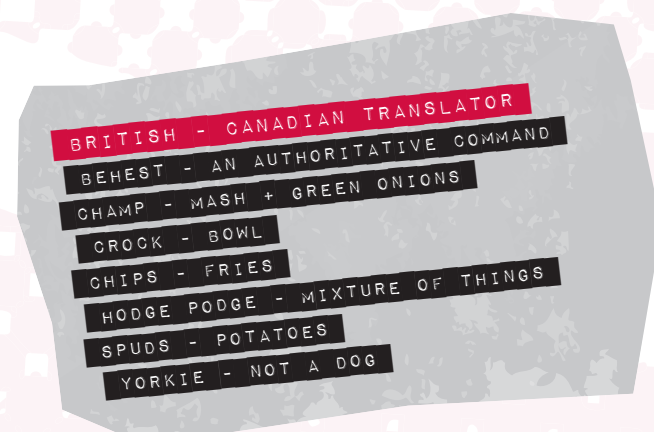 BRITISH - CANADIAN TRANSLATOR
BEHEST - AN AUTHORITATIVE COMMAND
CHAMP - MASH + GREEN ONIONS
CROCK - BOWL
CHIPS - FRIES
HODGE PODGE - MIXTURE OF THINGS
SPUDS - POTATOES
YORKIE - NOT A DOG